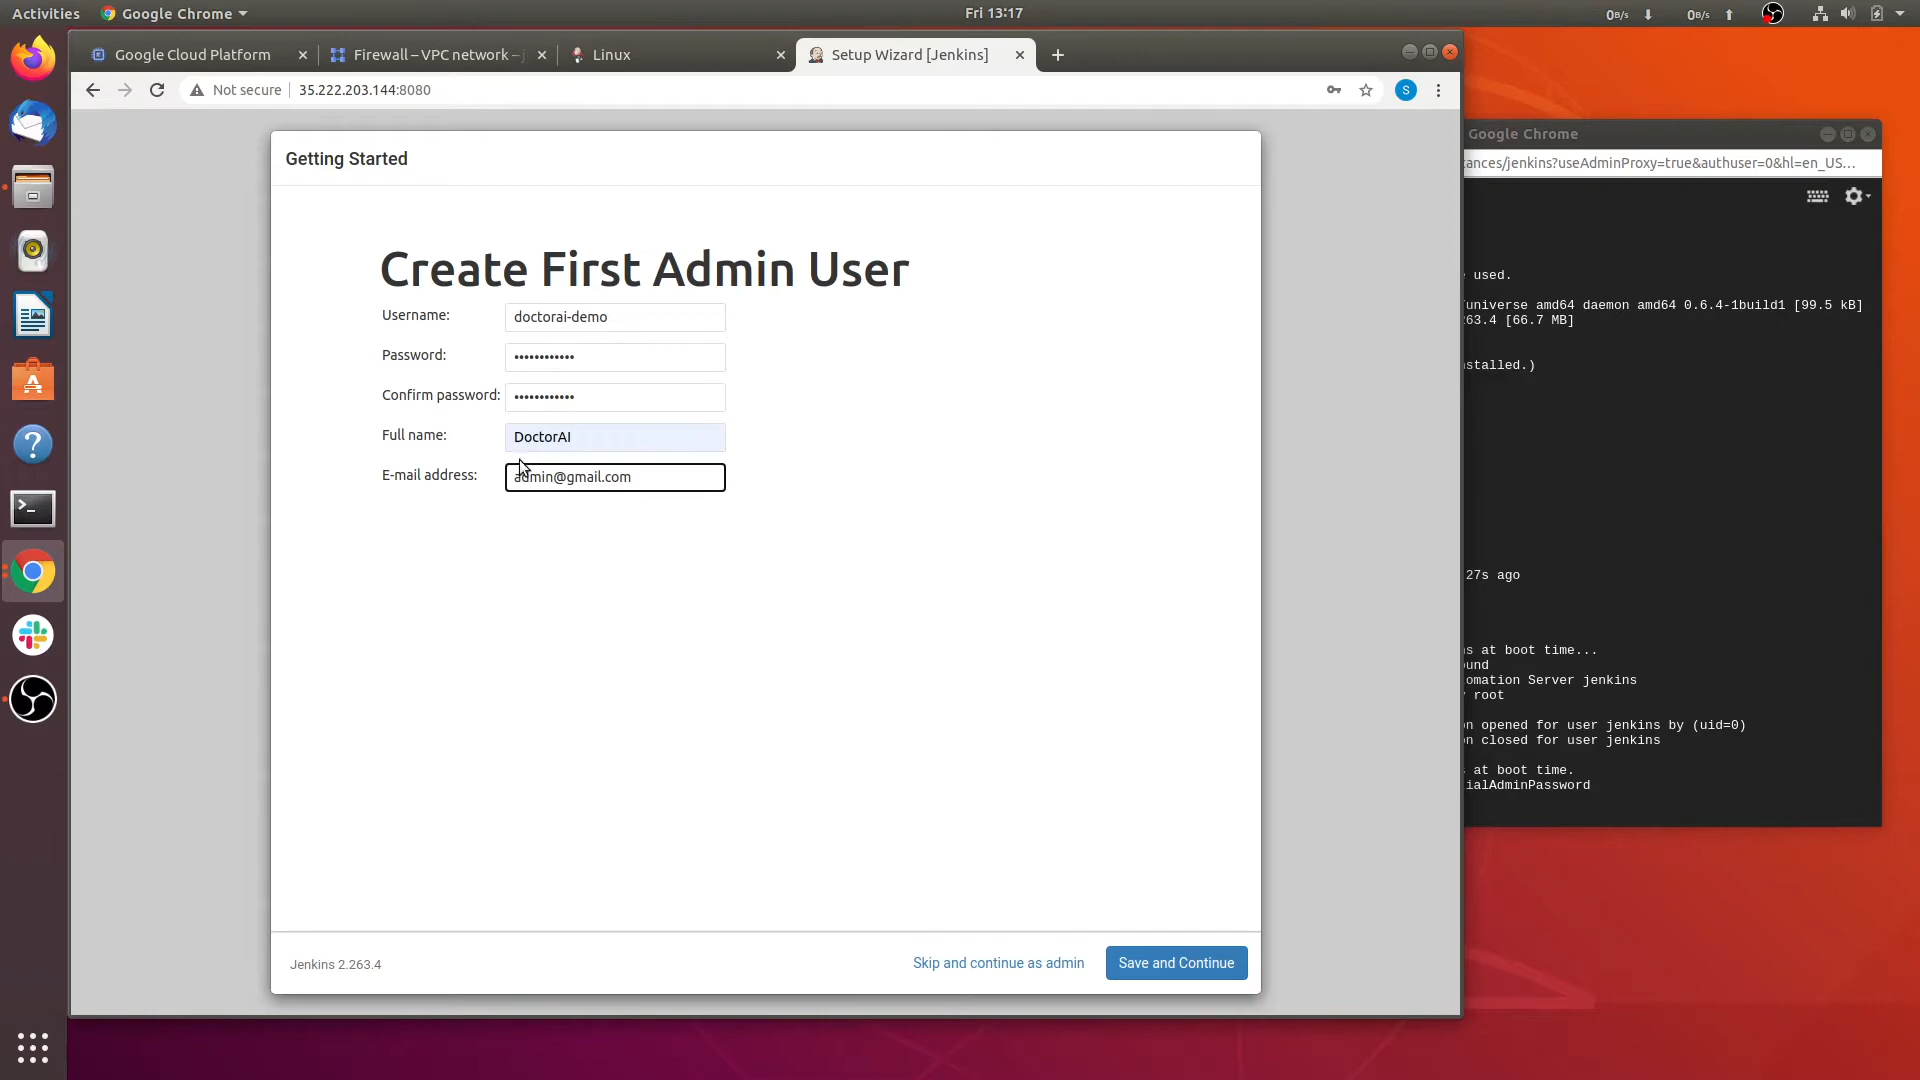 Activities
Google Chrome
Fri 13:17
0B/s
0B/s
Google Cloud Platform
Firewall – VPC network – j
Linux
Setup Wizard [Jenkins]
Not secure
35.222.203.144:8080
S
Getting Started
Create First Admin User
Username:
doctorai-demo
Password:
••••••••••••
Confirm password:
••••••••••••
Full name:
DoctorAI
E-mail address:
admin@gmail.com
Jenkins 2.263.4
Skip and continue as admin
Save and Continue
Google Chrome
ances/jenkins?useAdminProxy=true&authuser=0&hl=en_US...
used.
universe amd64 daemon amd64 0.6.4-1build1 [99.5 kB]
63.4 [66.7 MB]
stalled.)
27s ago
s at boot time...
und
omation Server jenkins
root
on opened for user jenkins by (uid=0)
on closed for user jenkins
at boot time.
ialAdminPassword